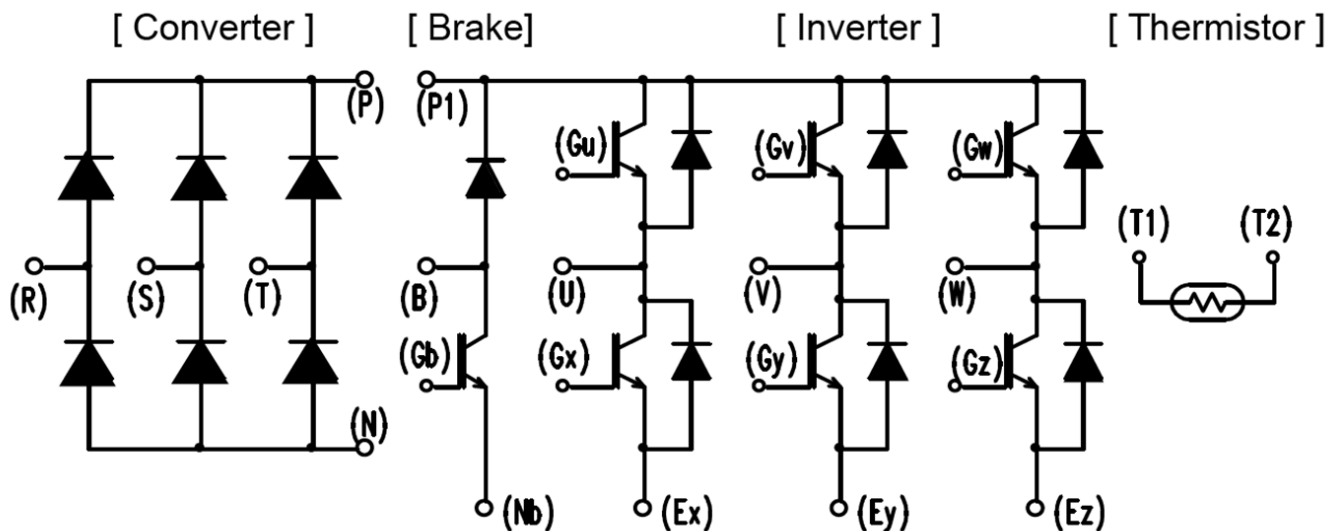 [ Converter ] [ Brake] [ Inverter ] [ Thermistor ]
(P) (P1)
(Gu) (Gv) (Gw)
(T1) (T2)
(R) (S) (T) (B) (U) (V) (W)
(Gb) (Gx) (Gy) (Gz)
(N)
(Nb) (Ex) (Ey) (Ez)